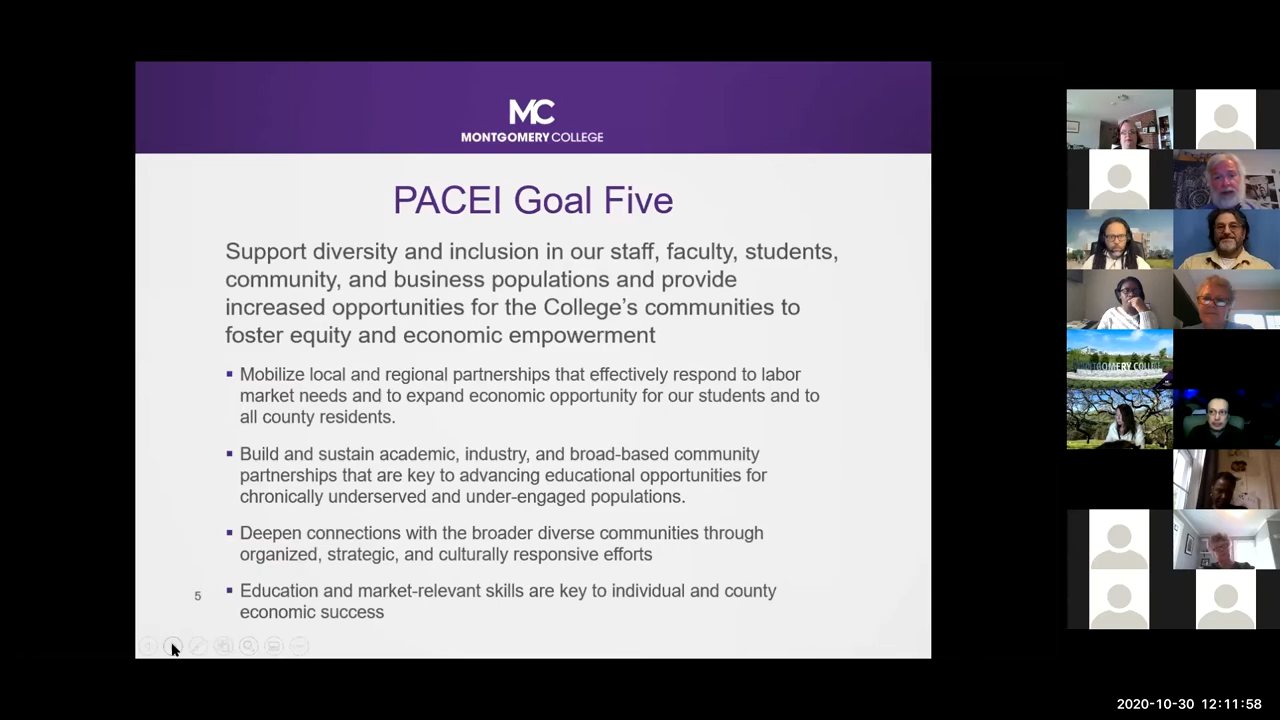 MC
MONTGOMERY COLLEGE
PACEI Goal Five
Support diversity and inclusion in our staff, faculty, students,
community, and business populations and provide
increased opportunities for the College's communities to
foster equity and economic empowerment
▪ Mobilize local and regional partnerships that effectively respond to labor
market needs and to expand economic opportunity for our students and to
all county residents.
▪ Build and sustain academic, industry, and broad-based community
partnerships that are key to advancing educational opportunities for
chronically underserved and under-engaged populations.
▪ Deepen connections with the broader diverse communities through
organized, strategic, and culturally responsive efforts
▪ Education and market-relevant skills are key to individual and county
economic success
5
MONTGOMERY COLLEGE
2020-10-30 12:11:58